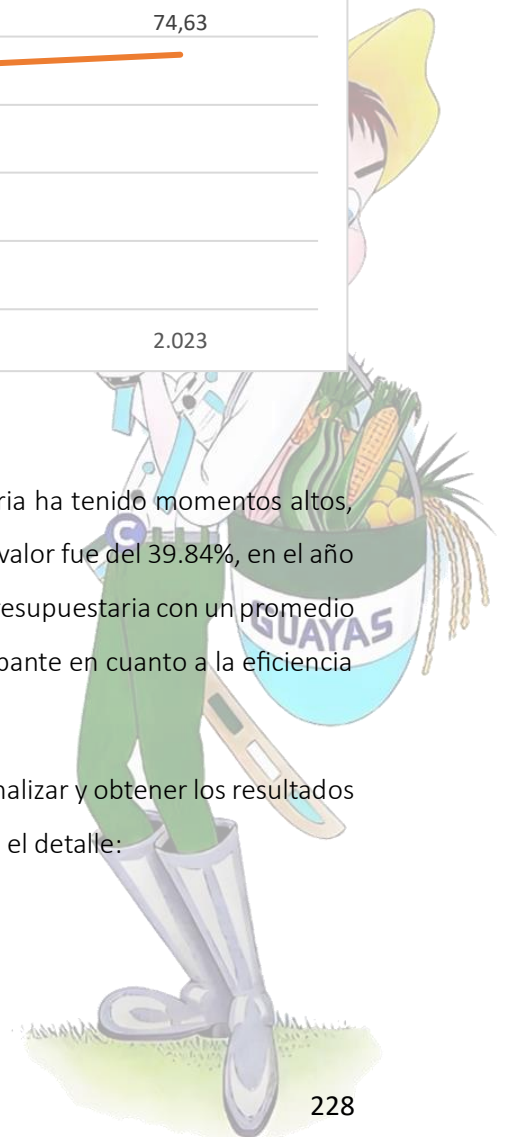 74,63
2.023
ria ha tenido momentos altos,
valor fue del 39.84%, en el año
resupuestaria con un promedio
pante en cuanto a la eficiencia
C
GUAYAS
nalizar y obtener los resultados
el detalle:
228